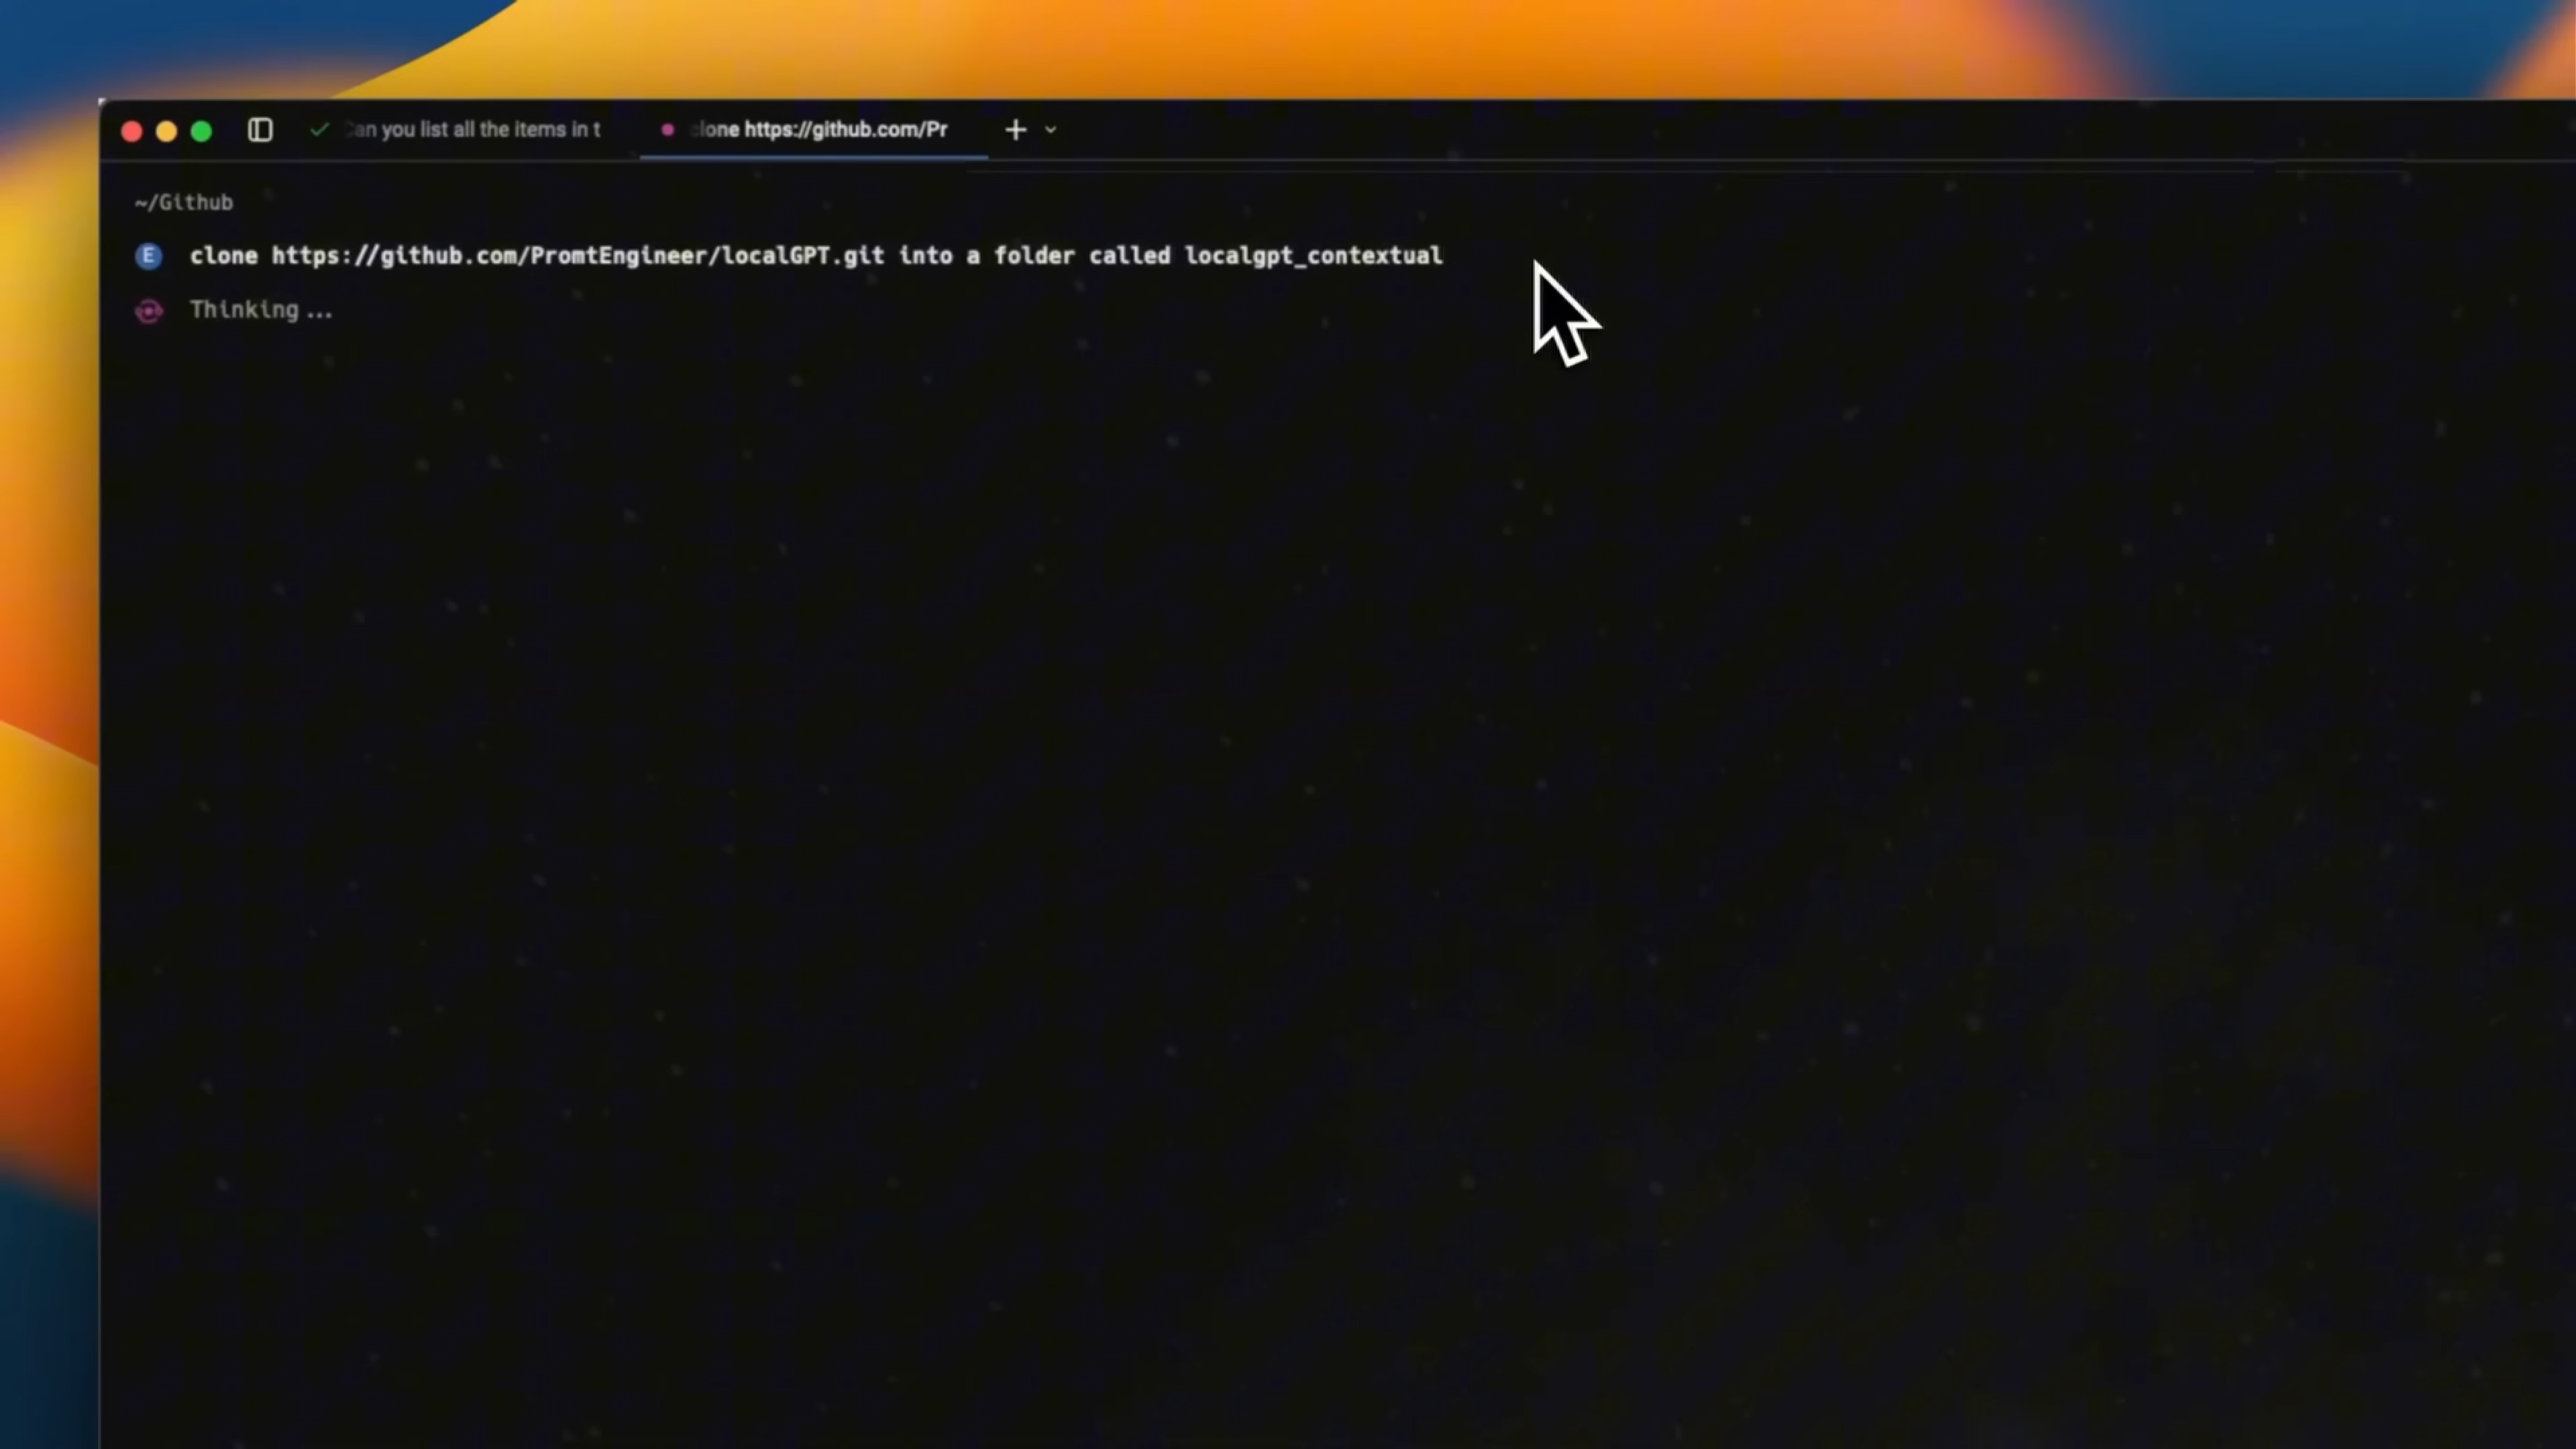 an you list all the items in t
clone https://github.com/Pr
~/Github
E clone https://github.com/PromtEngineer/localGPT.git into a folder called localgpt_contextual
Thinking ...